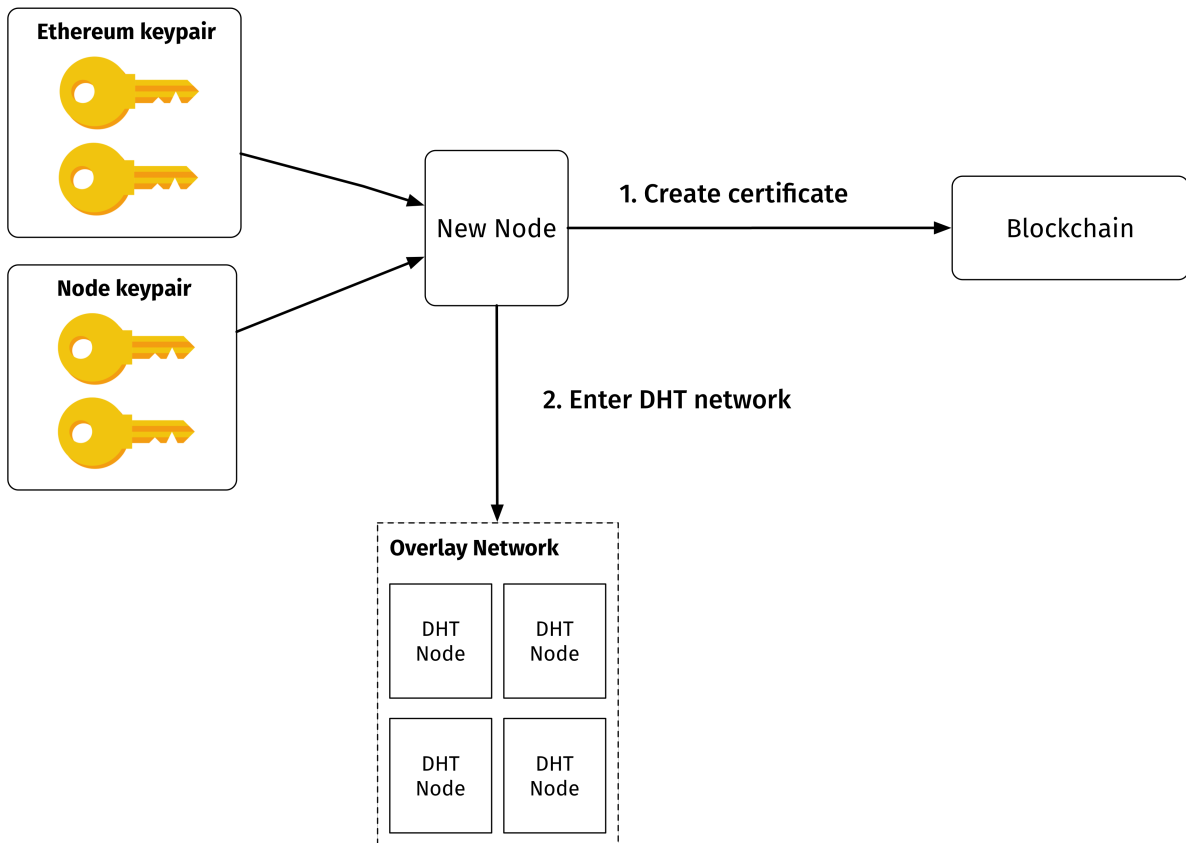 Ethereum keypair
Node keypair
New Node
1. Create certificate
Blockchain
2. Enter DHT network
Overlay Network
DHT
Node
DHT
Node
DHT
Node
DHT
Node